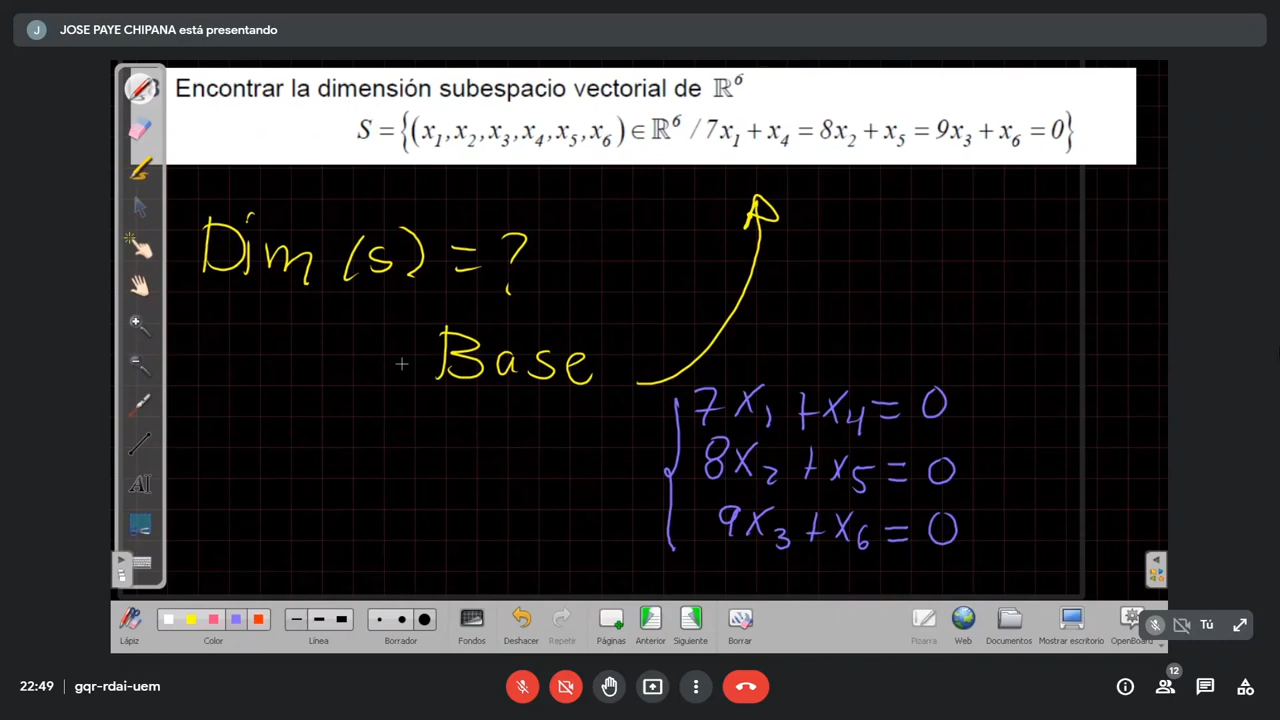 J JOSE PAYE CHIPANA está presentando
Encontrar la dimensión subespacio vectorial de ℝ⁶
S = {(x₁, x₂, x₃, x₄, x₅, x₆) ∈ ℝ⁶ / 7x₁ + x₄ = 8x₂ + x₅ = 9x₃ + x₆ = 0}
Dim (s) = ?
Base
7x₁ + x₄ = 0
8x₂ + x₅ = 0
9x₃ + x₆ = 0
Lápiz Color Línea Borrador Fondos Deshacer Repetir Páginas Anterior Siguiente Borrar Pizarra Web Documentos Mostrar escritorio OpenBoard
Tú
22:49 | gqr-rdai-uem
12